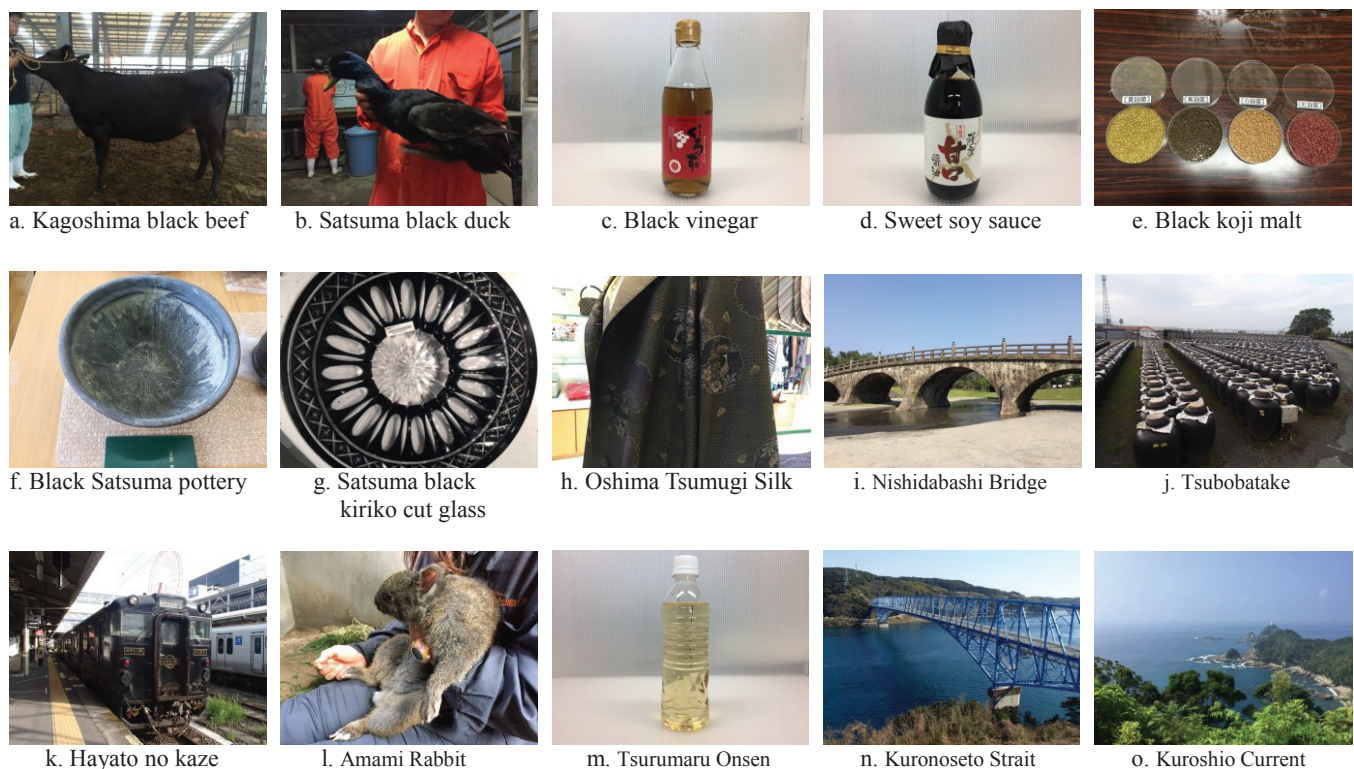 a. Kagoshima black beef
b. Satsuma black duck
c. Black vinegar
甘口
d. Sweet soy sauce
e. Black koji malt
f. Black Satsuma pottery
g. Satsuma black
kiriko cut glass
h. Oshima Tsumugi Silk
i. Nishidabashi Bridge
j. Tsubobatake
k. Hayato no kaze
l. Amami Rabbit
m. Tsurumaru Onsen
n. Kuronoseto Strait
o. Kuroshio Current